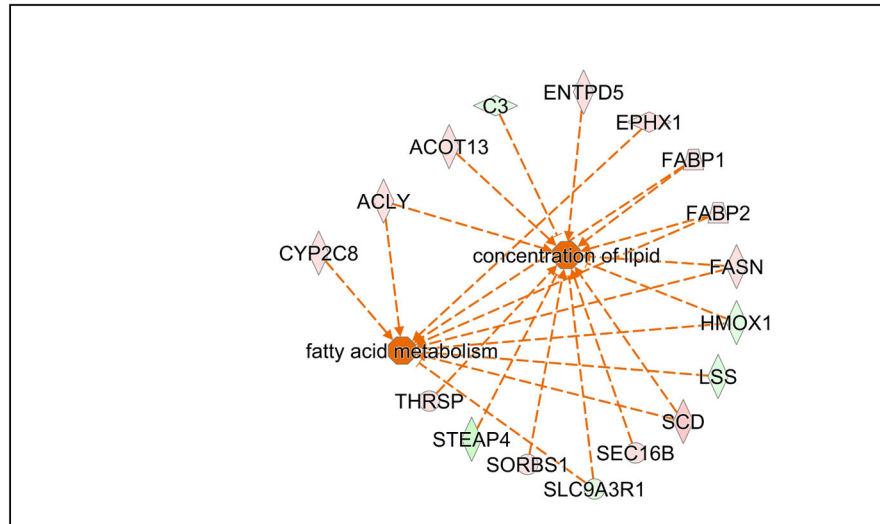 ENTPD5
C3
EPHX1
ACOT13
FABP1
ACLY
FABP2
CYP2C8
concentration of lipid
FASN
HMOX1
fatty acid metabolism
LSS
THRSP
SCD
STEAP4
SEC16B
SORBS1
SLC9A3R1